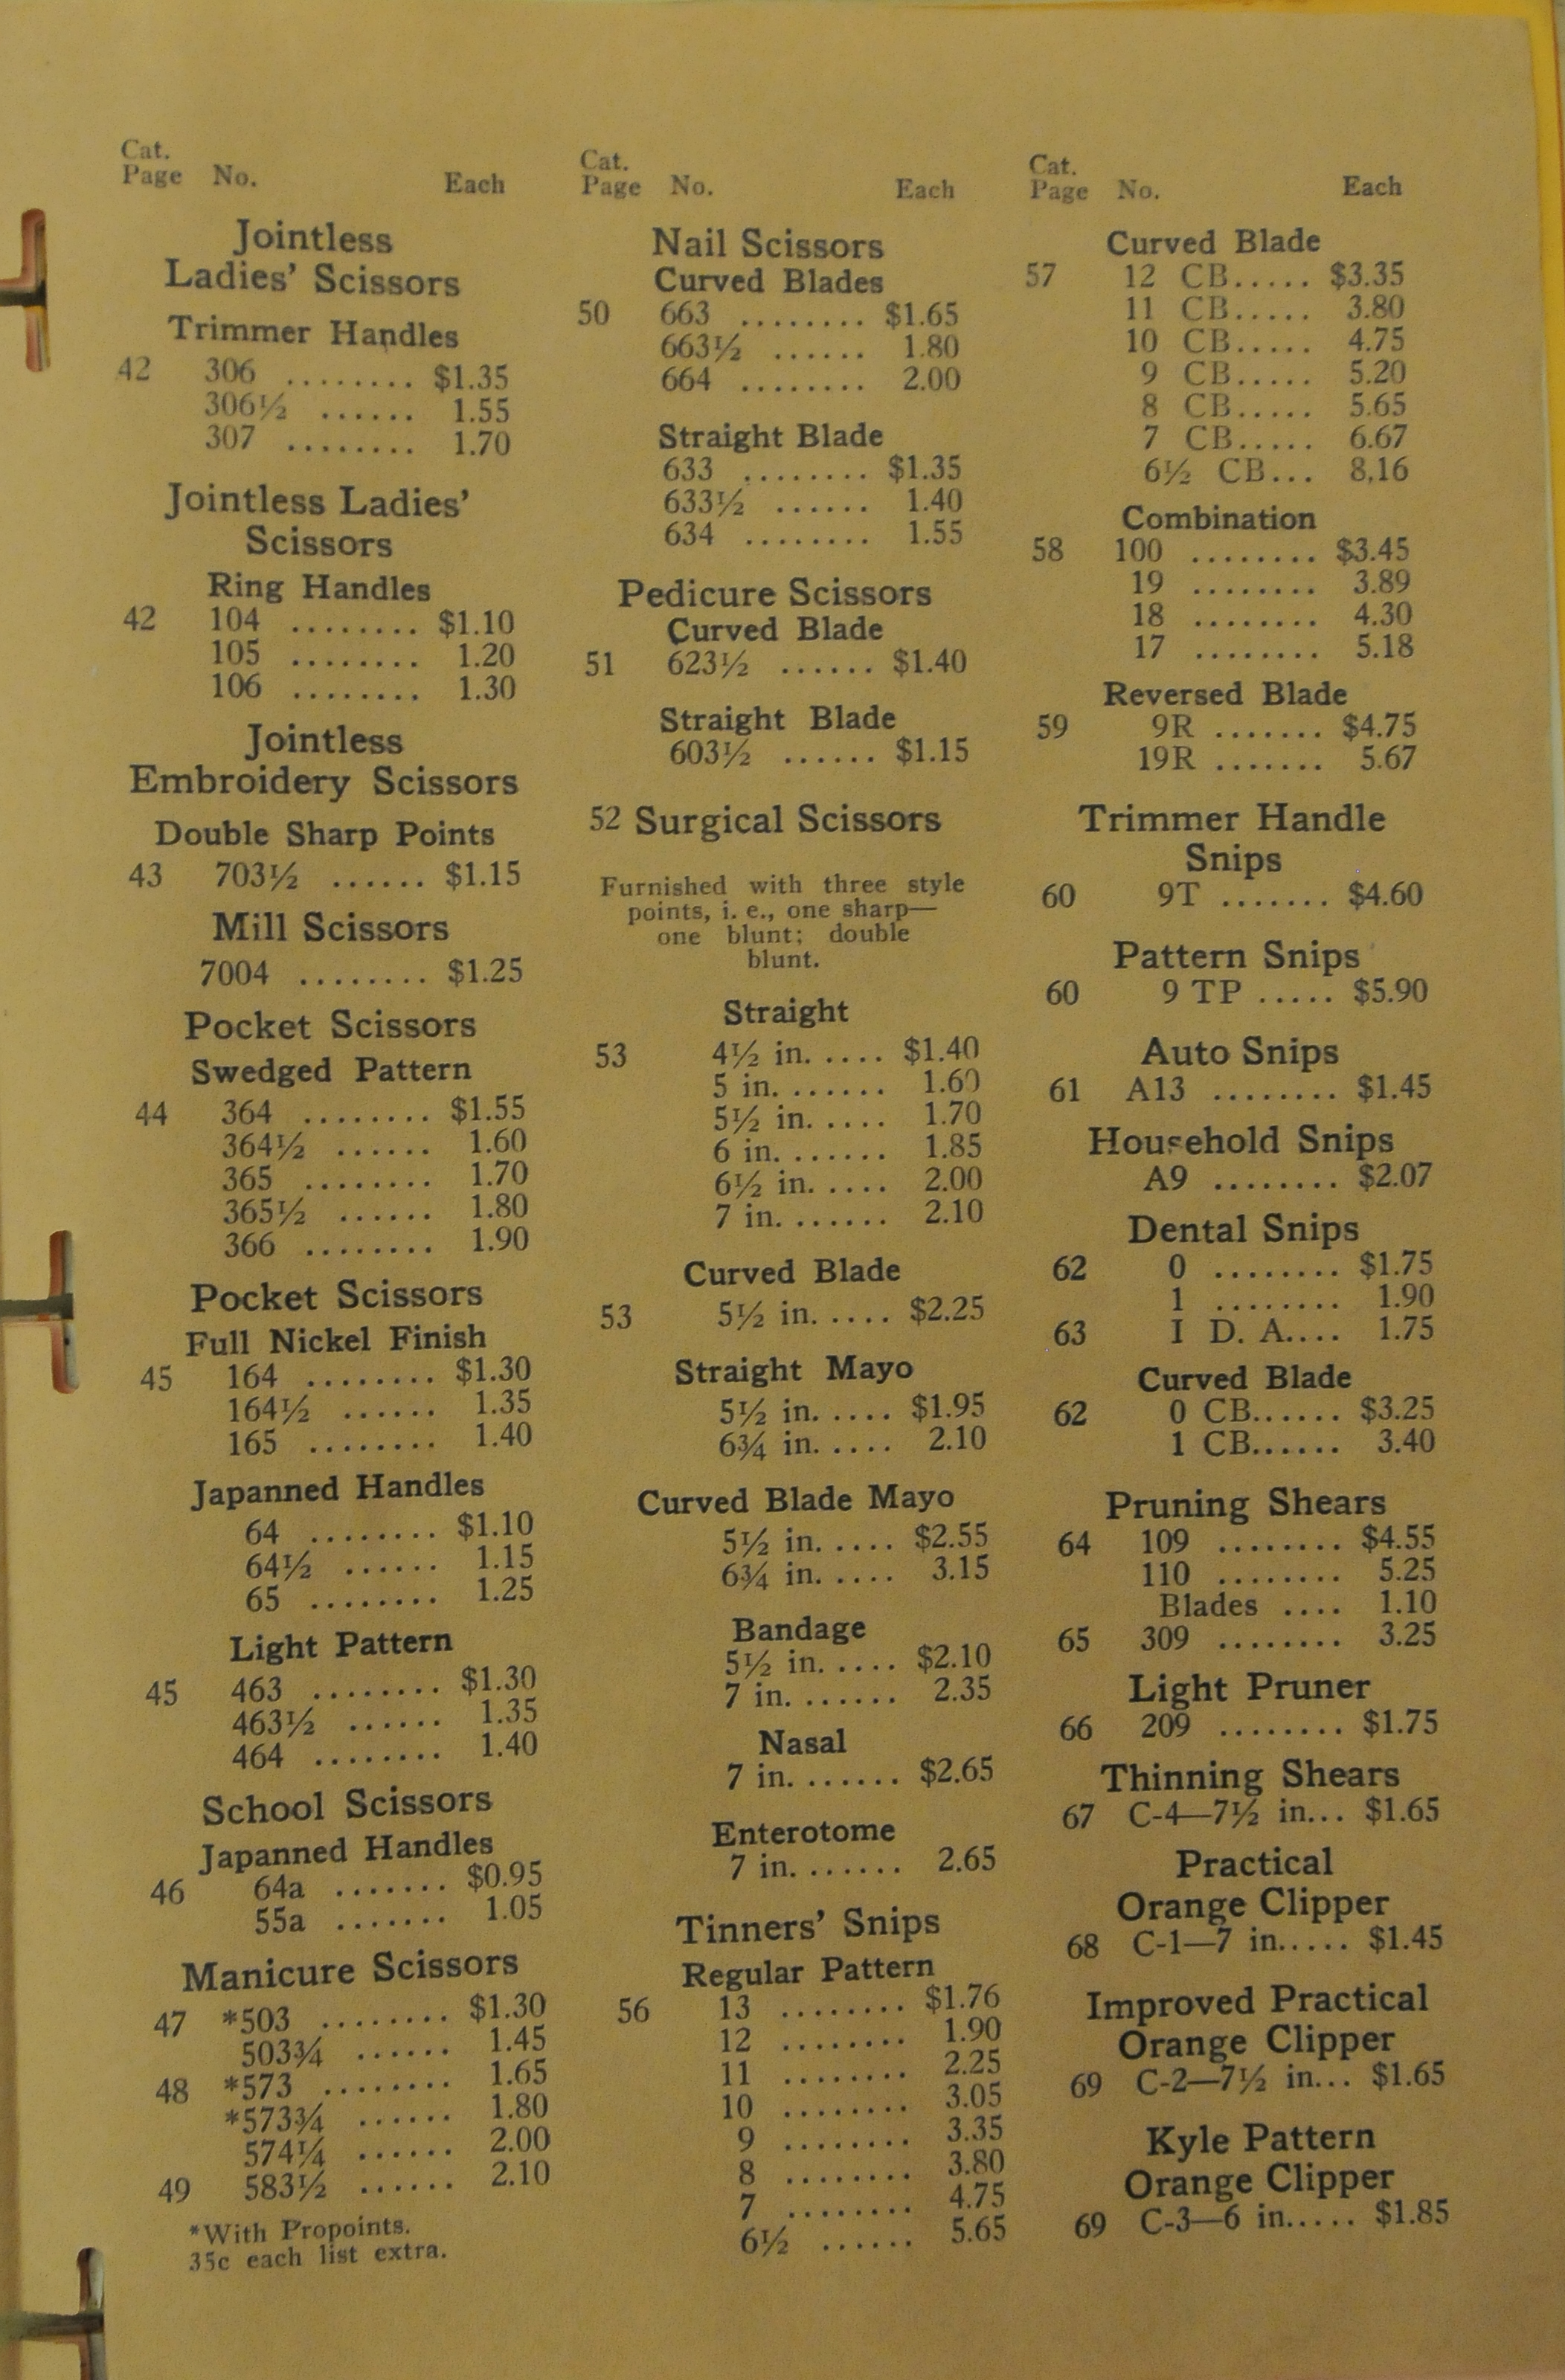 Cat.
Page No. Each
Jointless
Ladies' Scissors
Trimmer Handles
42 306 ........ $1.35
306½ ...... 1.55
307 ........ 1.70
Jointless Ladies'
Scissors
Ring Handles
42 104 ........ $1.10
105 ........ 1.20
106 ........ 1.30
Jointless
Embroidery Scissors
Double Sharp Points
43 703½ ...... $1.15
Mill Scissors
7004 ........ $1.25
Pocket Scissors
Swedged Pattern
44 364 ........ $1.55
364½ ...... 1.60
365 ........ 1.70
365½ ...... 1.80
366 ........ 1.90
Pocket Scissors
Full Nickel Finish
45 164 ........ $1.30
164½ ...... 1.35
165 ........ 1.40
Japanned Handles
64 ........ $1.10
64½ ...... 1.15
65 ........ 1.25
Light Pattern
45 463 ........ $1.30
463½ ...... 1.35
464 ........ 1.40
School Scissors
Japanned Handles
46 64a ....... $0.95
55a ....... 1.05
Manicure Scissors
47 *503 ........ $1.30
503¾ ...... 1.45
48 *573 ........ 1.65
*573¾ ...... 1.80
574¼ ...... 2.00
49 583½ ...... 2.10
*With Propoints.
35c each list extra.
Cat.
Page No. Each
Nail Scissors
Curved Blades
50 663 ........ $1.65
663½ ...... 1.80
664 ........ 2.00
Straight Blade
633 ........ $1.35
633½ ...... 1.40
634 ........ 1.55
Pedicure Scissors
Curved Blade
51 623½ ...... $1.40
Straight Blade
603½ ...... $1.15
52 Surgical Scissors
Furnished with three style
points, i. e., one sharp—
one blunt; double
blunt.
Straight
53 4½ in. .... $1.40
5 in. ....... 1.60
5½ in. .... 1.70
6 in. ....... 1.85
6½ in. .... 2.00
7 in. ....... 2.10
Curved Blade
53 5½ in. .... $2.25
Straight Mayo
5½ in. .... $1.95
6¾ in. .... 2.10
Curved Blade Mayo
5½ in. .... $2.55
6¾ in. .... 3.15
Bandage
5½ in. .... $2.10
7 in. ....... 2.35
Nasal
7 in. ....... $2.65
Enterotome
7 in. ....... 2.65
Tinners' Snips
Regular Pattern
56 13 ........ $1.76
12 ........ 1.90
11 ........ 2.25
10 ........ 3.05
9 ........ 3.35
8 ........ 3.80
7 ........ 4.75
6½ ...... 5.65
Cat.
Page No. Each
Curved Blade
57 12 CB..... $3.35
11 CB..... 3.80
10 CB..... 4.75
9 CB..... 5.20
8 CB..... 5.65
7 CB..... 6.67
6½ CB... 8.16
Combination
58 100 ........ $3.45
19 ........ 3.89
18 ........ 4.30
17 ........ 5.18
Reversed Blade
59 9R ....... $4.75
19R ....... 5.67
Trimmer Handle
Snips
60 9T ....... $4.60
Pattern Snips
60 9 TP ..... $5.90
Auto Snips
61 A13 ........ $1.45
Household Snips
A9 ........ $2.07
Dental Snips
62 0 ........ $1.75
1 ........ 1.90
63 I D. A.... 1.75
Curved Blade
62 0 CB...... $3.25
1 CB...... 3.40
Pruning Shears
64 109 ........ $4.55
110 ........ 5.25
Blades .... 1.10
65 309 ........ 3.25
Light Pruner
66 209 ........ $1.75
Thinning Shears
67 C-4—7½ in... $1.65
Practical
Orange Clipper
68 C-1—7 in..... $1.45
Improved Practical
Orange Clipper
69 C-2—7½ in... $1.65
Kyle Pattern
Orange Clipper
69 C-3—6 in..... $1.85